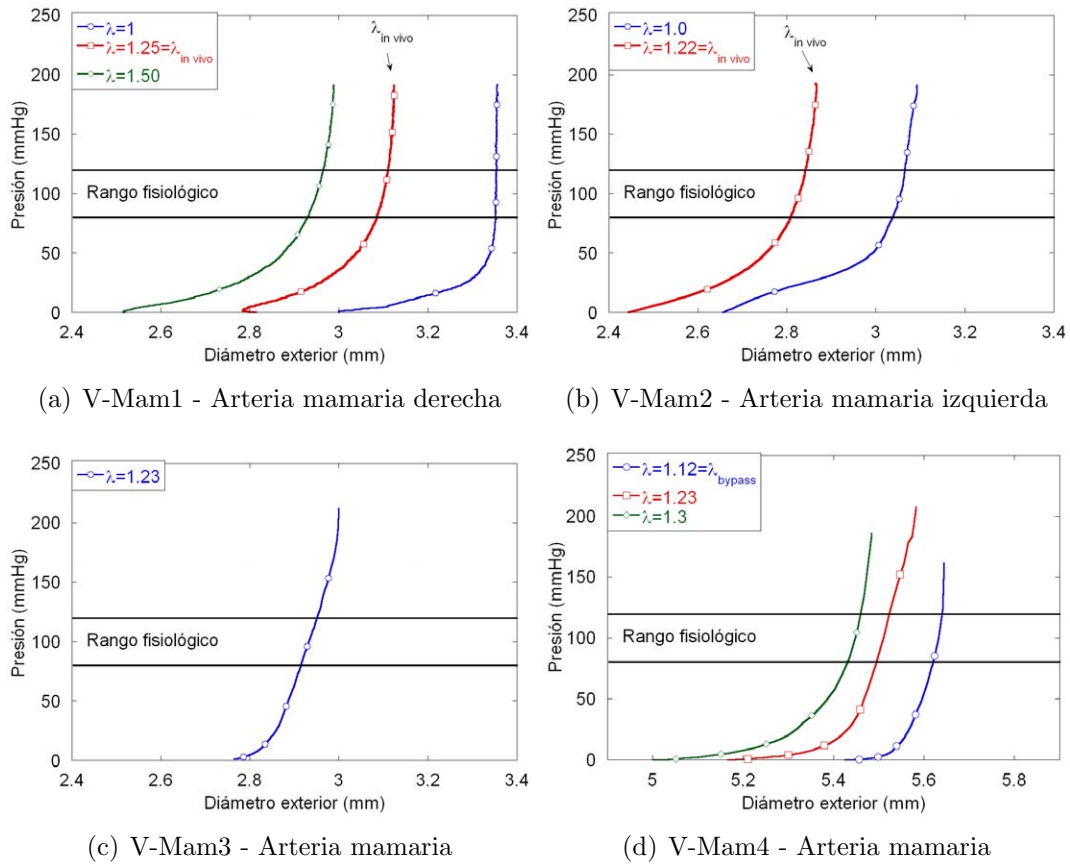 250
200
150
100
50
0
Presión (mmHg)
λ=1
λ=1.25=λ in vivo
λ=1.50
λ in vivo
Rango fisiológico
2.4 2.6 2.8 3 3.2 3.4
Diámetro exterior (mm)
(a) V-Mam1 - Arteria mamaria derecha
250
200
150
100
50
0
Presión (mmHg)
λ=1.0
λ=1.22=λ in vivo
λ in vivo
Rango fisiológico
2.4 2.6 2.8 3 3.2 3.4
Diámetro exterior (mm)
(b) V-Mam2 - Arteria mamaria izquierda
250
200
150
100
50
0
Presión (mmHg)
λ=1.23
Rango fisiológico
2.4 2.6 2.8 3 3.2 3.4
Diámetro exterior (mm)
(c) V-Mam3 - Arteria mamaria
250
200
150
100
50
0
Presión (mmHg)
λ=1.12=λ bypass
λ=1.23
λ=1.3
Rango fisiológico
5 5.2 5.4 5.6 5.8
Diámetro exterior (mm)
(d) V-Mam4 - Arteria mamaria